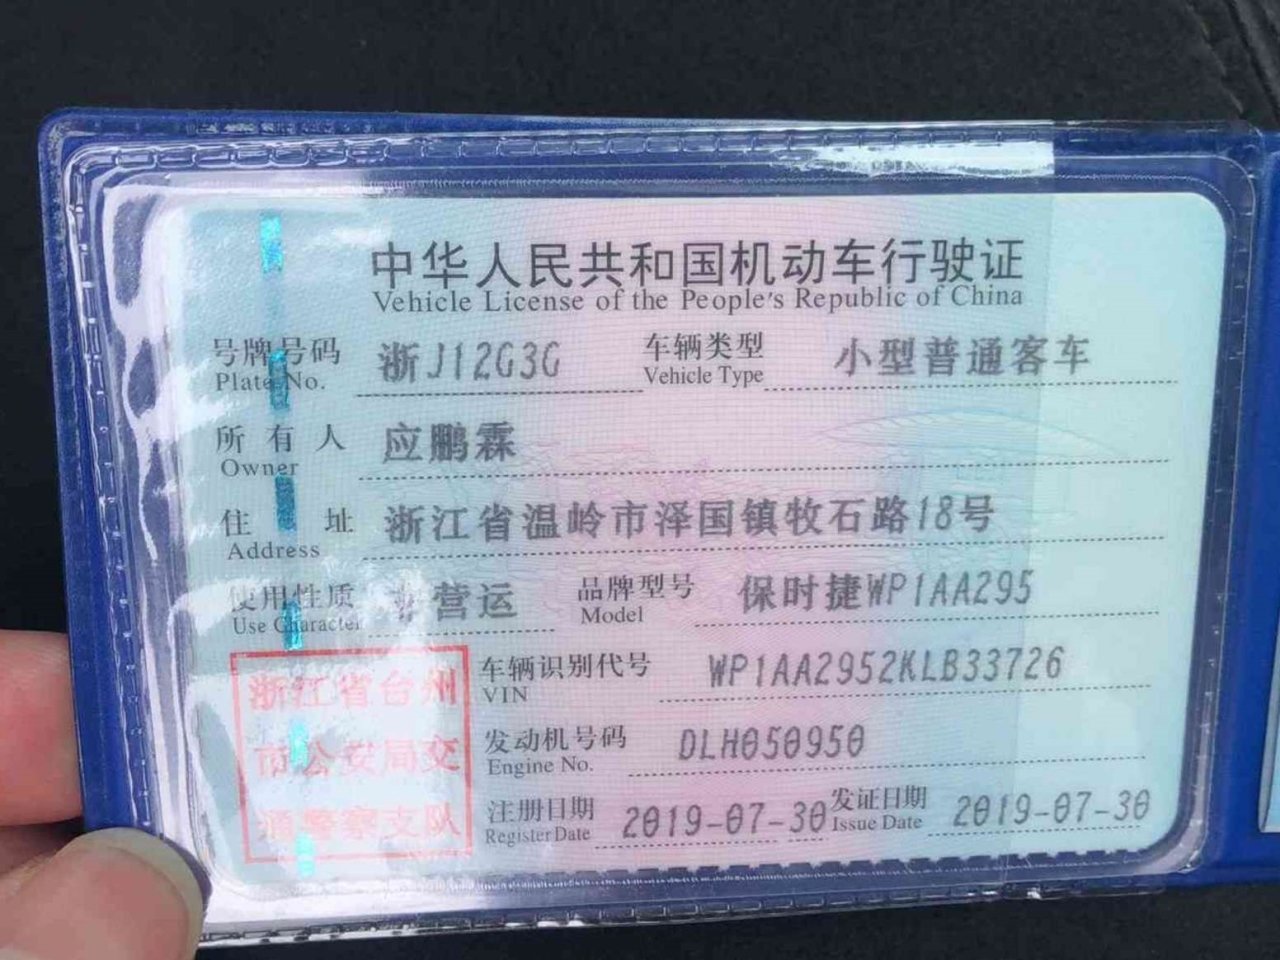 中华人民共和国机动车行驶证
Vehicle License of the People's Republic of China
号牌号码 浙J12G3G 车辆类型 小型普通客车
Plate No. Vehicle Type
所有人 应鹏霖
Owner
住址 浙江省温岭市泽国镇牧石路18号
Address
使用性质 非营运 品牌型号 保时捷WP1AA295
Use Character Model
浙江省台州
市公安局交
通警察支队
车辆识别代号 WP1AA2952KLB33726
VIN
发动机号码 DLH050950
Engine No.
注册日期 2019-07-30 发证日期 2019-07-30
Register Date Issue Date